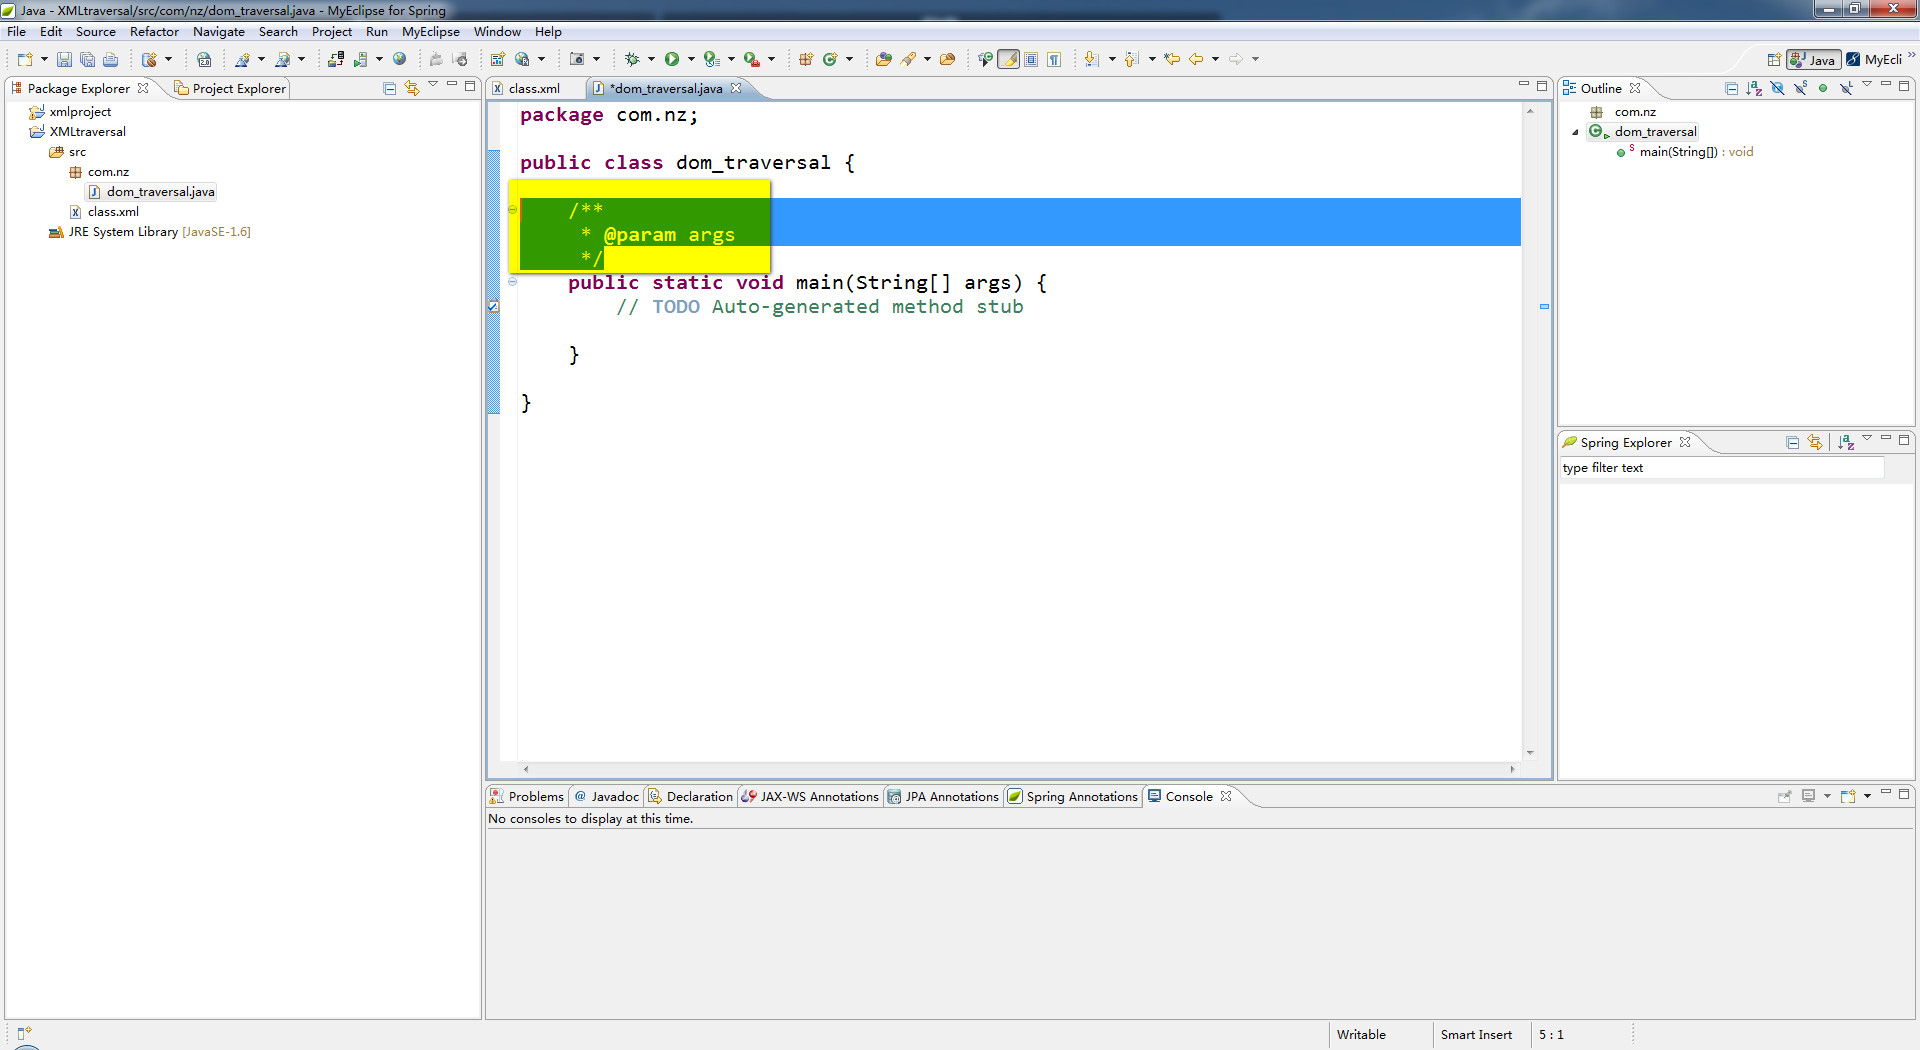 Java - XMLtraversal/src/com/nz/dom_traversal.java - MyEclipse for Spring
File Edit Source Refactor Navigate Search Project Run MyEclipse Window Help
Java MyEcli
Package Explorer Project Explorer
xmlproject
XMLtraversal
src
com.nz
dom_traversal.java
class.xml
JRE System Library [JavaSE-1.6]
class.xml *dom_traversal.java
package com.nz;
public class dom_traversal {
/**
* @param args
*/
public static void main(String[] args) {
// TODO Auto-generated method stub
}
}
Outline
com.nz
dom_traversal
main(String[]) : void
Spring Explorer
type filter text
Problems Javadoc Declaration JAX-WS Annotations JPA Annotations Spring Annotations Console
No consoles to display at this time.
Writable Smart Insert 5 : 1